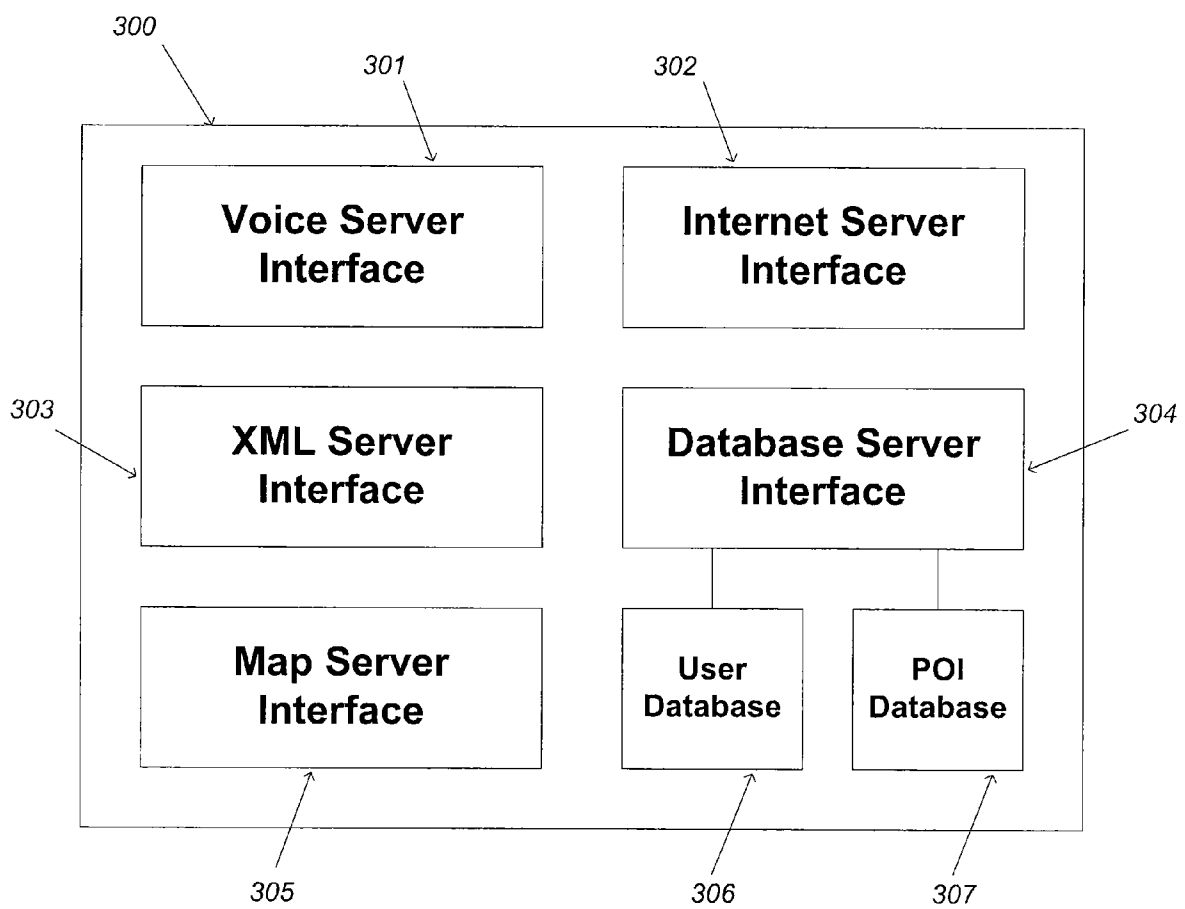 300
301
302
Voice Server
Interface
Internet Server
Interface
303
XML Server
Interface
Database Server
Interface
304
Map Server
Interface
User
Database
POI
Database
305
306
307